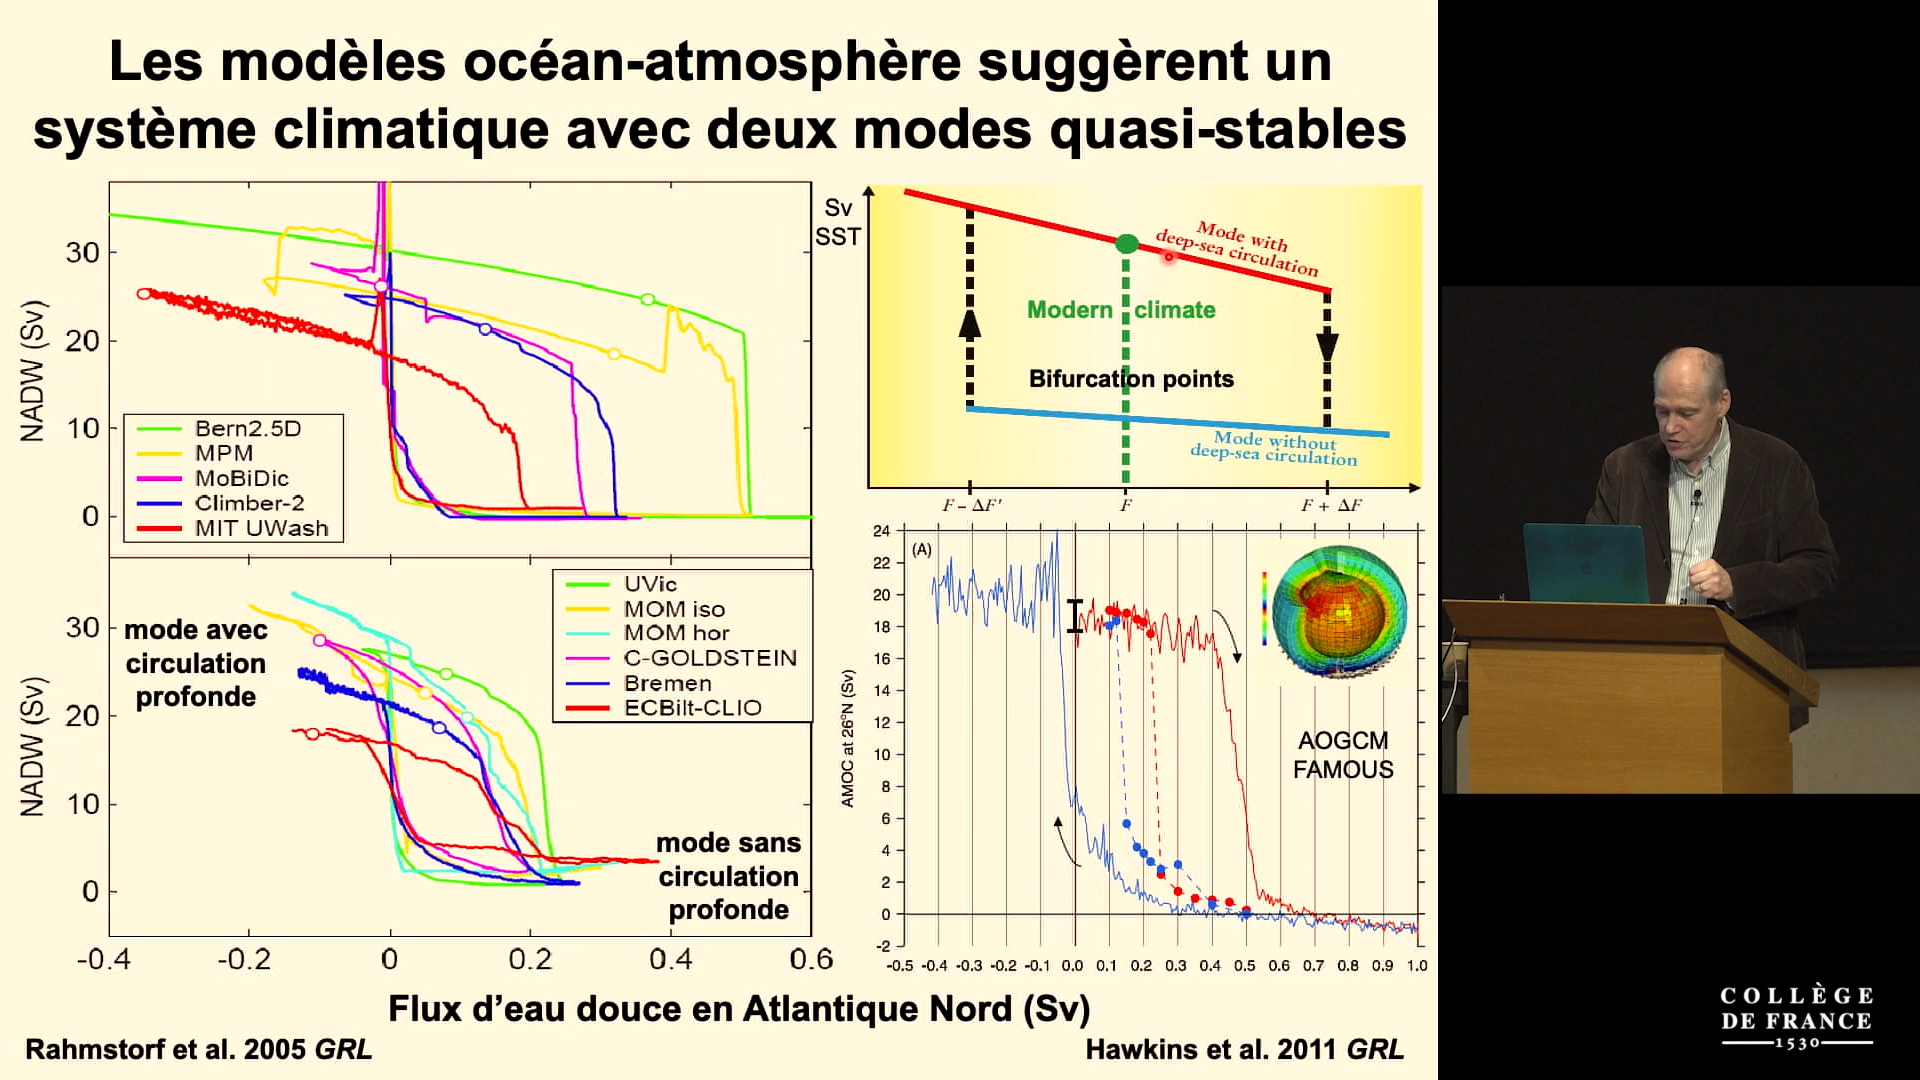 Les modèles océan-atmosphère suggèrent un
système climatique avec deux modes quasi-stables
NADW (Sv)
30
20
10
0
Bern2.5D
MPM
MoBiDic
Climber-2
MIT UWash
NADW (Sv)
30
20
10
0
mode avec
circulation
profonde
UVic
MOM iso
MOM hor
C-GOLDSTEIN
Bremen
ECBilt-CLIO
mode sans
circulation
profonde
-0.4
-0.2
0
0.2
0.4
0.6
Sv
SST
Mode with
deep-sea circulation
Modern climate
Bifurcation points
Mode without
deep-sea circulation
F – ΔF'
F
F + ΔF
AMOC at 26°N (Sv)
24
22
20
18
16
14
12
10
8
6
4
2
0
-2
(A)
AOGCM
FAMOUS
-0.5 -0.4 -0.3 -0.2 -0.1 0.0 0.1 0.2 0.3 0.4 0.5 0.6 0.7 0.8 0.9 1.0
Flux d’eau douce en Atlantique Nord (Sv)
Rahmstorf et al. 2005 GRL
Hawkins et al. 2011 GRL
COLLÈGE
DE FRANCE
1530